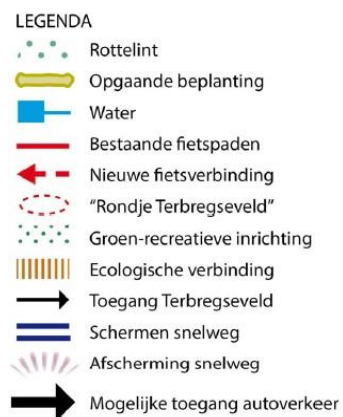 LEGENDA
Rottelint
Opgaande beplanting
Water
Bestaande fietspaden
Nieuwe fietsverbinding
“Rondje Terbregseveld”
Groen-recreatieve inrichting
Ecologische verbinding
Toegang Terbregseveld
Schermen snelweg
Afscherming snelweg
Mogelijke toegang autoverkeer